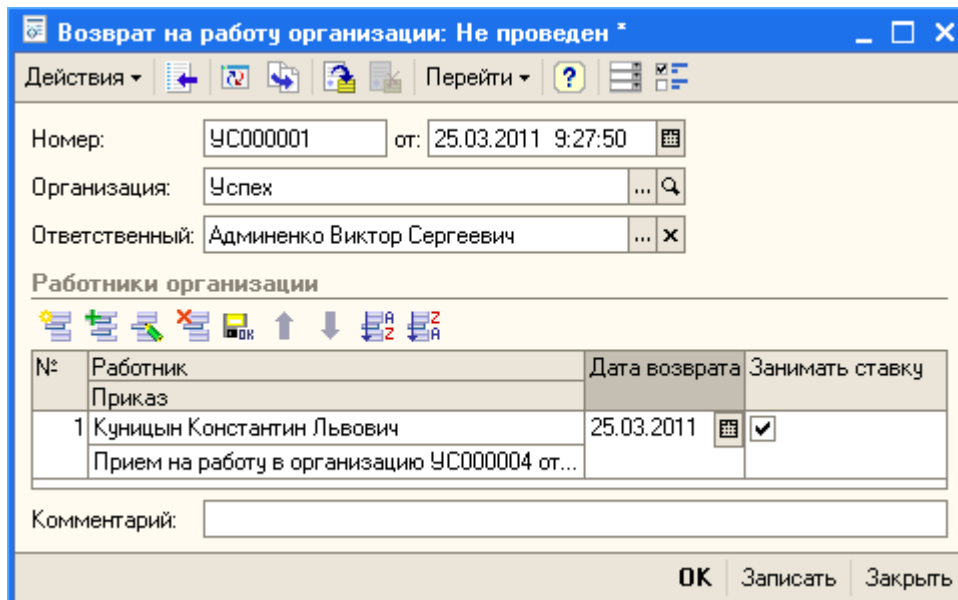 Возврат на работу организации: Не проведен *
Действия Перейти ?
Номер: УС000001 от: 25.03.2011 9:27:50
Организация: Успех ...
Ответственный: Админенко Виктор Сергеевич ... x
Работники организации
OK A Z Z A
№ Работник Дата возврата Занимать ставку
Приказ
1 Куницын Константин Львович 25.03.2011
Прием на работу в организацию УС000004 от...
Комментарий:
OK Записать Закрыть